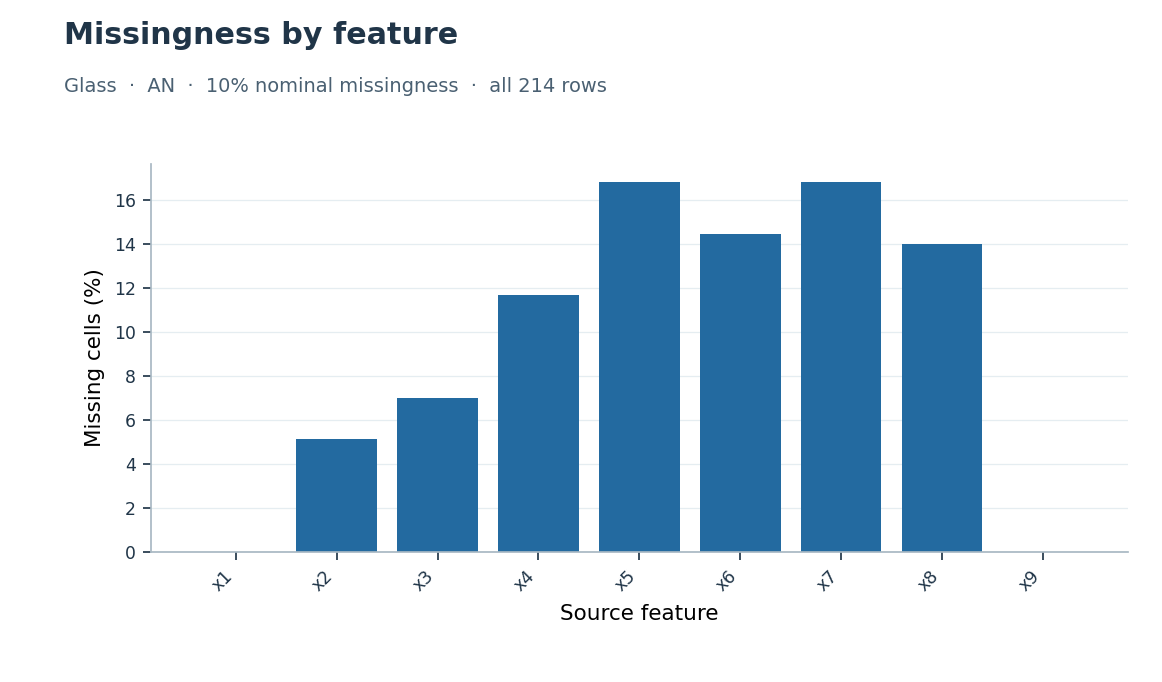 Missingness by feature
Glass · AN · 10% nominal missingness · all 214 rows
Missing cells (%)
16
14
12
10
8
6
4
2
0
x1 x2 x3 x4 x5 x6 x7 x8 x9
Source feature